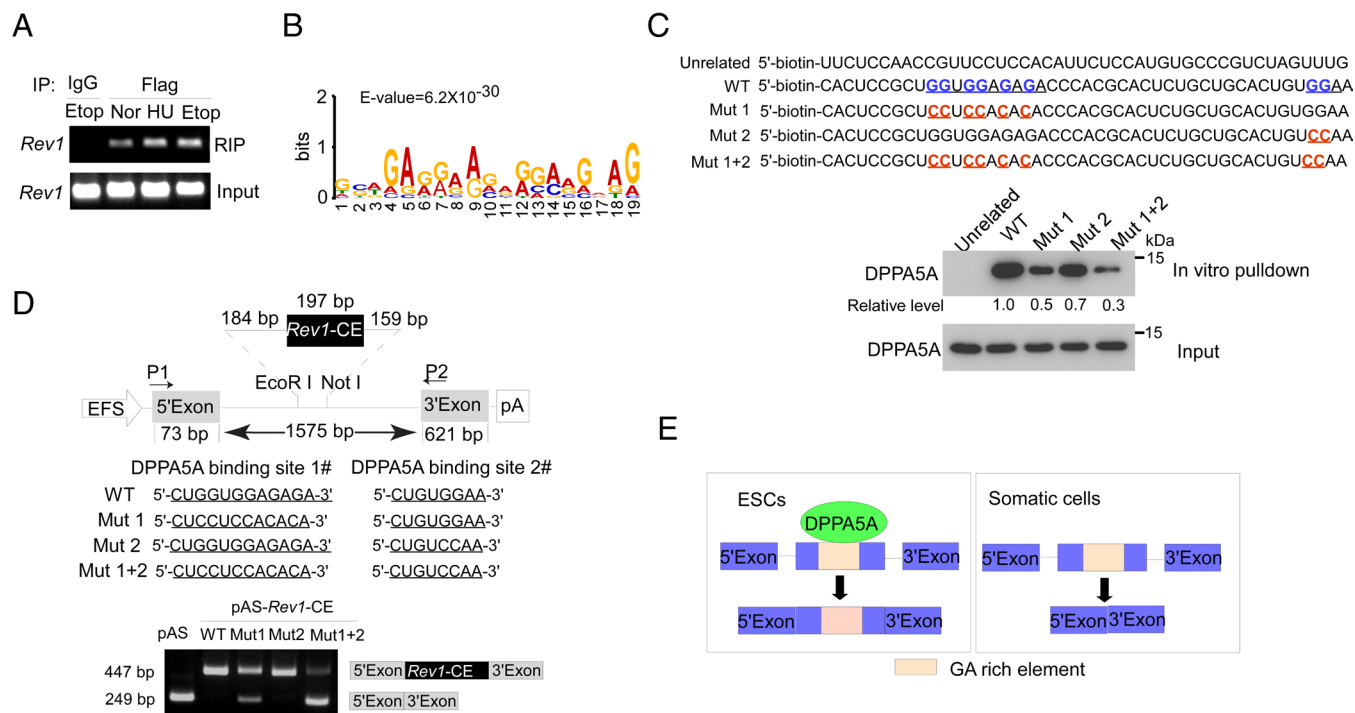 A
IP: IgG Flag
Etop Nor HU Etop
Rev1 RIP
Rev1 Input
B
E-value=6.2X10-30
bits
2
1
0
1 2 3 4 5 6 7 8 9 10 11 12 13 14 15 16 17 18 19
C
Unrelated 5'-biotin-UUCUCCAACCGUUCCUCCACAUUCUCCAUGUGCCCGUCUAGUUUG
WT 5'-biotin-CACUCCGCUGGUGGAGAGACCCACGCACUCUGCUGCACUGUGGAA
Mut 1 5'-biotin-CACUCCGCUCCUCCACACACCCACGCACUCUGCUGCACUGUGGAA
Mut 2 5'-biotin-CACUCCGCUGGUGGAGAGACCCACGCACUCUGCUGCACUGUCCAA
Mut 1+2 5'-biotin-CACUCCGCUCCUCCACACACCCACGCACUCUGCUGCACUGUCCAA
Unrelated WT Mut 1 Mut 2 Mut 1+2 kDa
15
DPPA5A In vitro pulldown
Relative level 1.0 0.5 0.7 0.3
15
DPPA5A Input
D
197 bp
184 bp Rev1-CE 159 bp
P1 EcoR I Not I P2
EFS 5'Exon 3'Exon pA
73 bp 1575 bp 621 bp
DPPA5A binding site 1# DPPA5A binding site 2#
WT 5'-CUGGUGGAGAGA-3' 5'-CUGUGGAA-3'
Mut 1 5'-CUCCUCCACACA-3' 5'-CUGUGGAA-3'
Mut 2 5'-CUGGUGGAGAGA-3' 5'-CUGUCCAA-3'
Mut 1+2 5'-CUCCUCCACACA-3' 5'-CUGUCCAA-3'
pAS-Rev1-CE
pAS WT Mut1 Mut2 Mut1+2
447 bp 5'Exon Rev1-CE 3'Exon
249 bp 5'Exon 3'Exon
E
ESCs
DPPA5A
5'Exon 3'Exon
5'Exon 3'Exon
Somatic cells
5'Exon 3'Exon
5'Exon 3'Exon
GA rich element